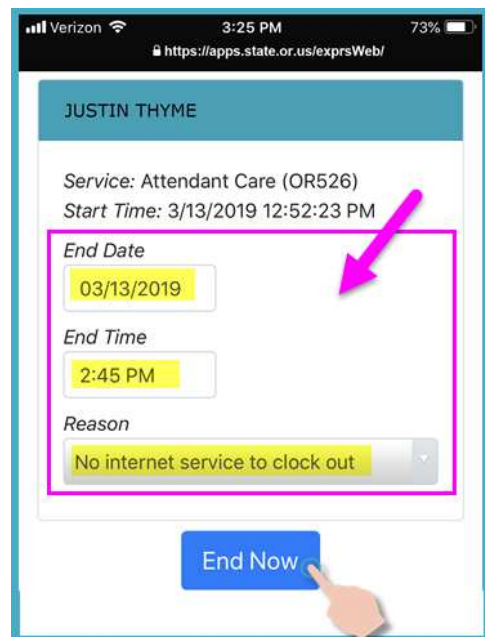 Verizon 3:25 PM 73%
https://apps.state.or.us/exprsWeb/
JUSTIN THYME
Service: Attendant Care (OR526)
Start Time: 3/13/2019 12:52:23 PM
End Date
03/13/2019
End Time
2:45 PM
Reason
No internet service to clock out
End Now